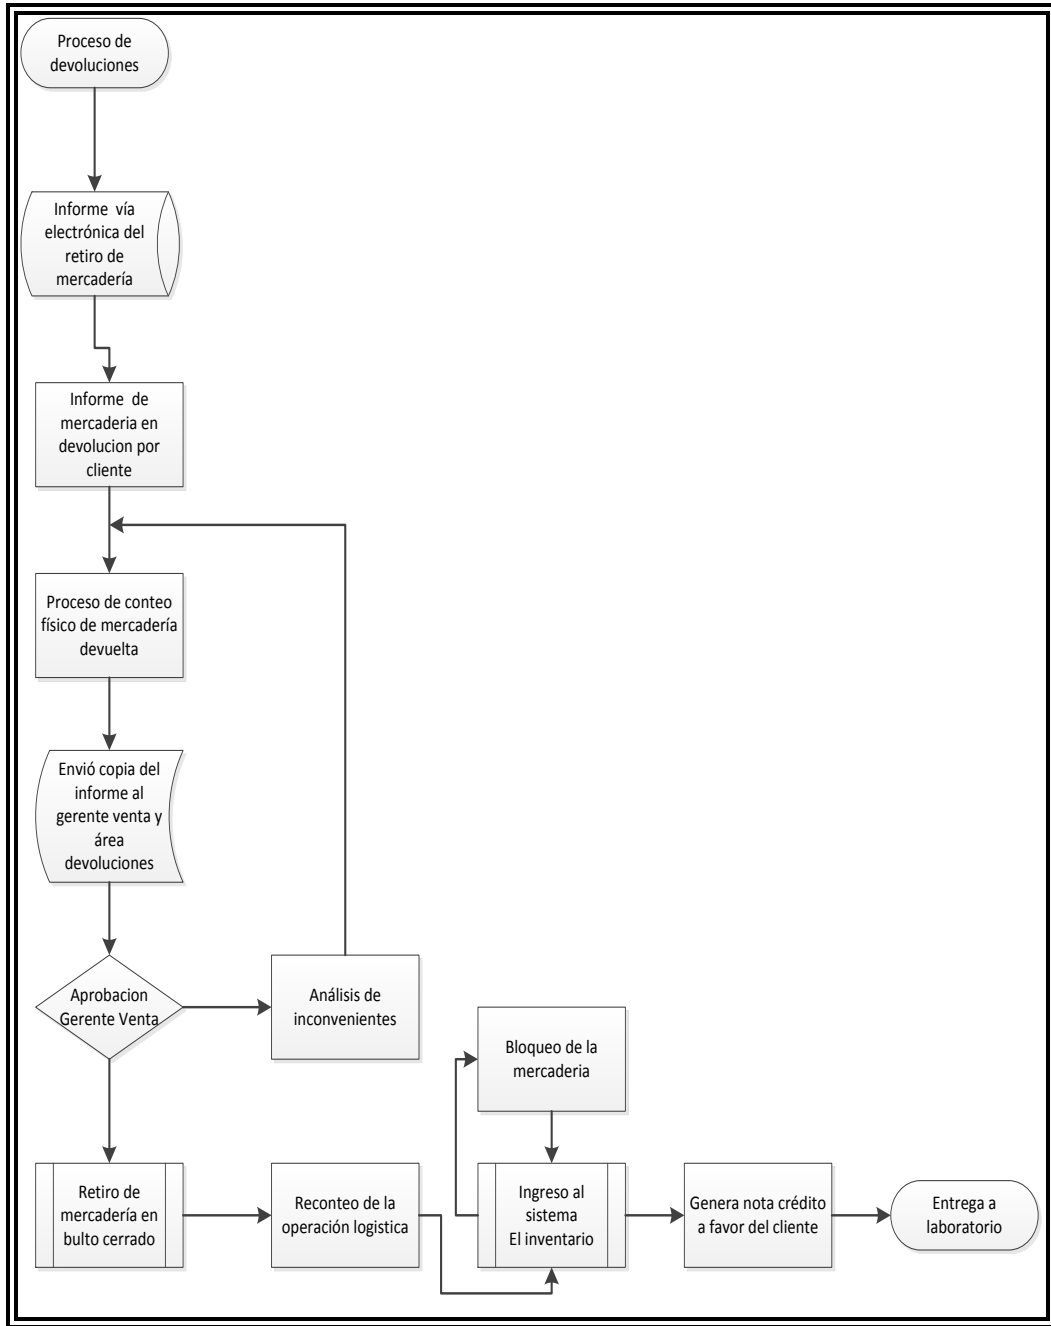 Proceso de
devoluciones
Informe vía
electrónica del
retiro de
mercadería
Informe de
mercaderia en
devolucion por
cliente
Proceso de conteo
físico de mercadería
devuelta
Envió copia del
informe al
gerente venta y
área
devoluciones
Aprobacion
Gerente Venta
Análisis de
inconvenientes
Bloqueo de la
mercaderia
Retiro de
mercadería en
bulto cerrado
Reconteo de la
operación logistica
Ingreso al
sistema
El inventario
Genera nota crédito
a favor del cliente
Entrega a
laboratorio